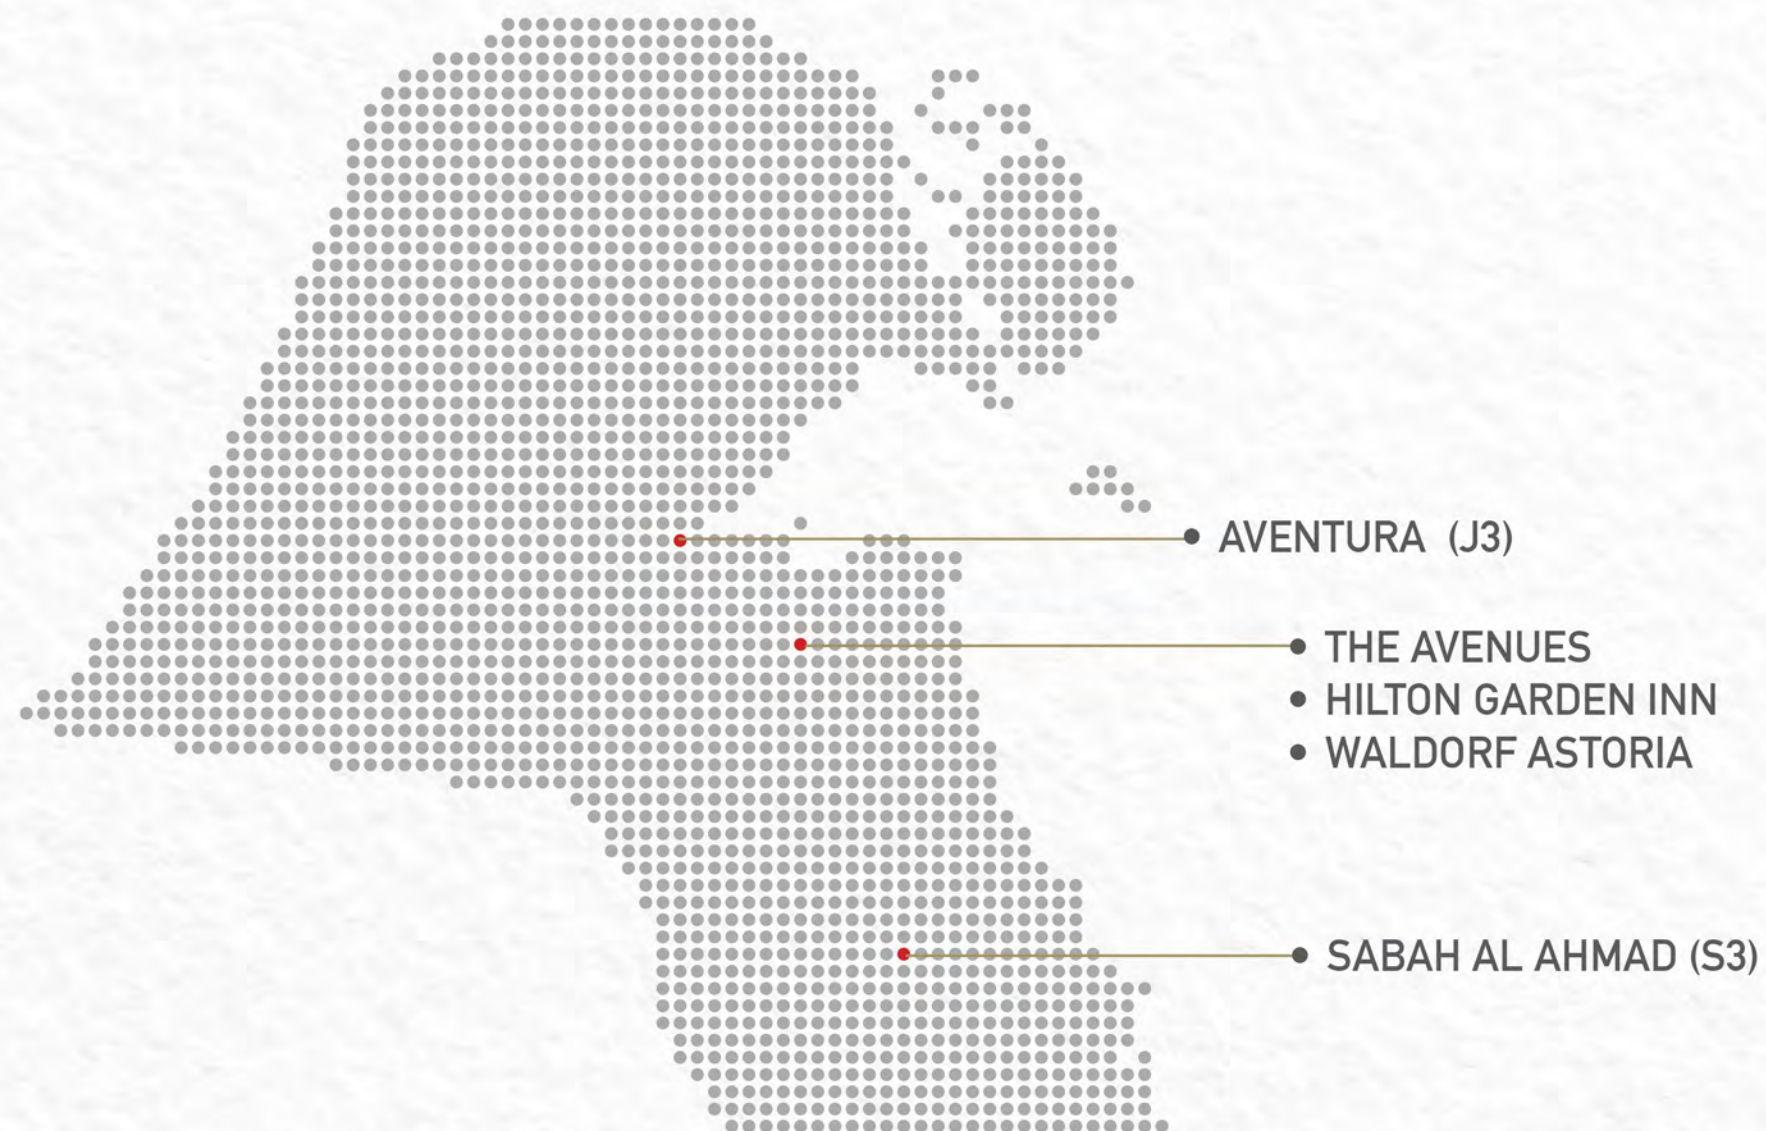 AVENTURA (J3)
THE AVENUES
HILTON GARDEN INN
WALDORF ASTORIA
SABAH AL AHMAD (S3)